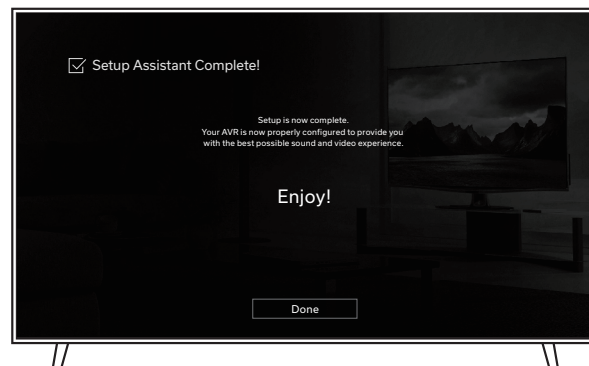 Setup Assistant Complete!
Setup is now complete.
Your AVR is now properly configured to provide you
with the best possible sound and video experience.
Enjoy!
Done